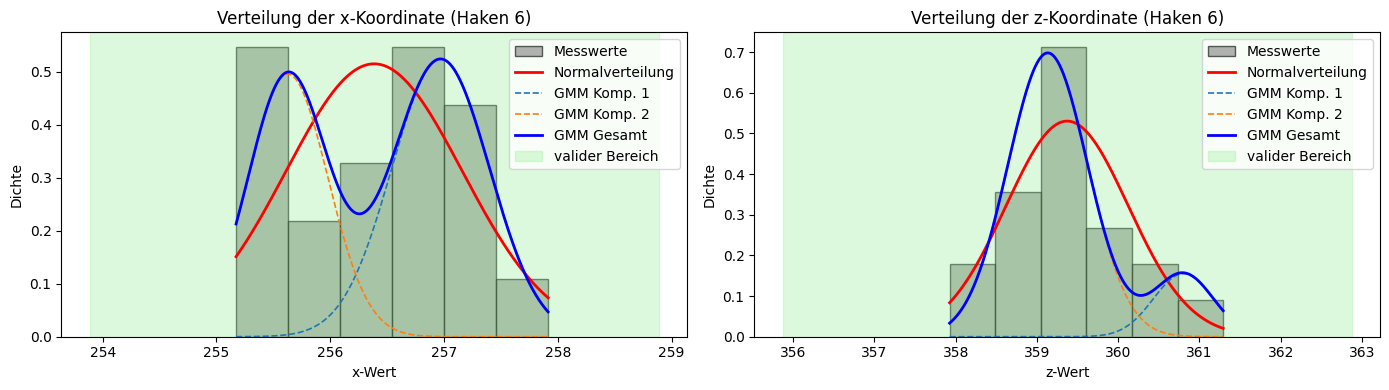 Verteilung der x-Koordinate (Haken 6)
Dichte
0.5
0.4
0.3
0.2
0.1
0.0
254
255
256
257
258
259
x-Wert
Messwerte
Normalverteilung
GMM Komp. 1
GMM Komp. 2
GMM Gesamt
valider Bereich
Verteilung der z-Koordinate (Haken 6)
Dichte
0.7
0.6
0.5
0.4
0.3
0.2
0.1
0.0
356
357
358
359
360
361
362
363
z-Wert
Messwerte
Normalverteilung
GMM Komp. 1
GMM Komp. 2
GMM Gesamt
valider Bereich